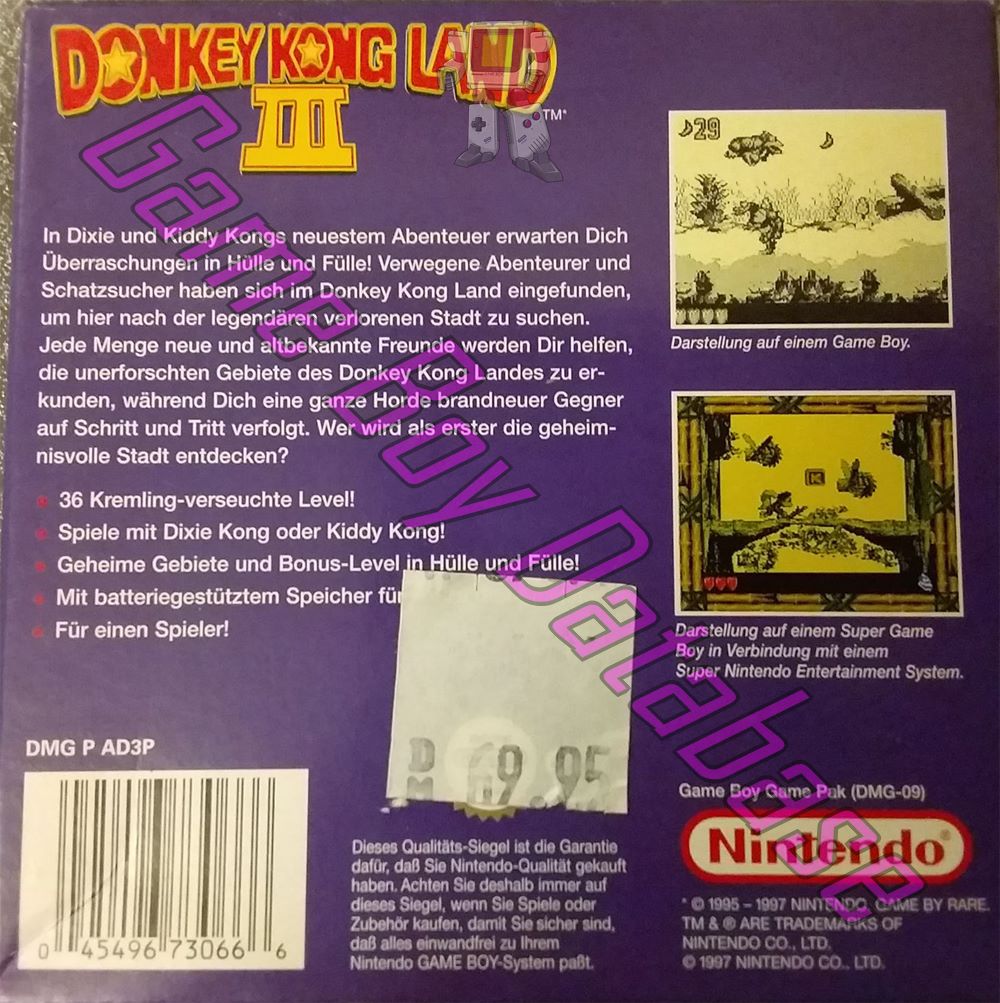 DONKEY KONG LAND
III
TM
29
In Dixie und Kiddy Kongs neuestem Abenteuer erwarten Dich
Überraschungen in Hülle und Fülle! Verwegene Abenteurer und
Schatzsucher haben sich im Donkey Kong Land eingefunden,
um hier nach der legendären verlorenen Stadt zu suchen.
Jede Menge neue und altbekannte Freunde werden Dir helfen,
die unerforschten Gebiete des Donkey Kong Landes zu er-
kunden, während Dich eine ganze Horde brandneuer Gegner
auf Schritt und Tritt verfolgt. Wer wird als erster die geheim-
nisvolle Stadt entdecken?
36 Kremling-verseuchte Level!
Spiele mit Dixie Kong oder Kiddy Kong!
Geheime Gebiete und Bonus-Level in Hülle und Fülle!
Mit batteriegestütztem Speicher für
Für einen Spieler!
Darstellung auf einem Game Boy.
K
Darstellung auf einem Super Game
Boy in Verbindung mit einem
Super Nintendo Entertainment System.
DM 9.95
DMG P AD3P
0 45496 73066 6
Dieses Qualitäts-Siegel ist die Garantie
dafür, daß Sie Nintendo-Qualität gekauft
haben. Achten Sie deshalb immer auf
dieses Siegel, wenn Sie Spiele oder
Zubehör kaufen, damit Sie sicher sind,
daß alles einwandfrei zu Ihrem
Nintendo GAME BOY-System paßt.
Game Boy Game Pak (DMG-09)
Nintendo®
* © 1995 – 1997 NINTENDO, GAME BY RARE.
TM & ® ARE TRADEMARKS OF
NINTENDO CO., LTD.
© 1997 NINTENDO CO., LTD.
Game Boy Database